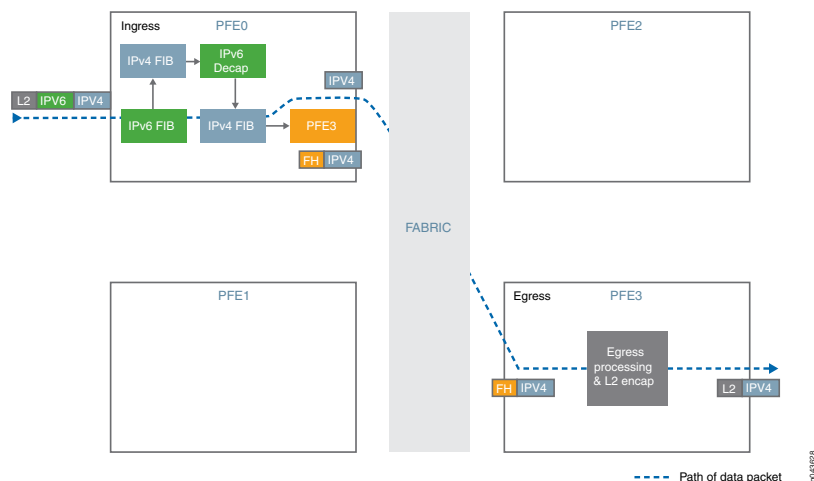 Ingress
PFE0
PFE2
IPv4 FIB
IPv6
Decap
IPV4
L2 IPV6 IPV4
IPv6 FIB
IPv4 FIB
PFE3
FH IPV4
FABRIC
PFE1
Egress
PFE3
Egress
processing
& L2 encap
FH IPV4
L2 IPV4
Path of data packet
g043628